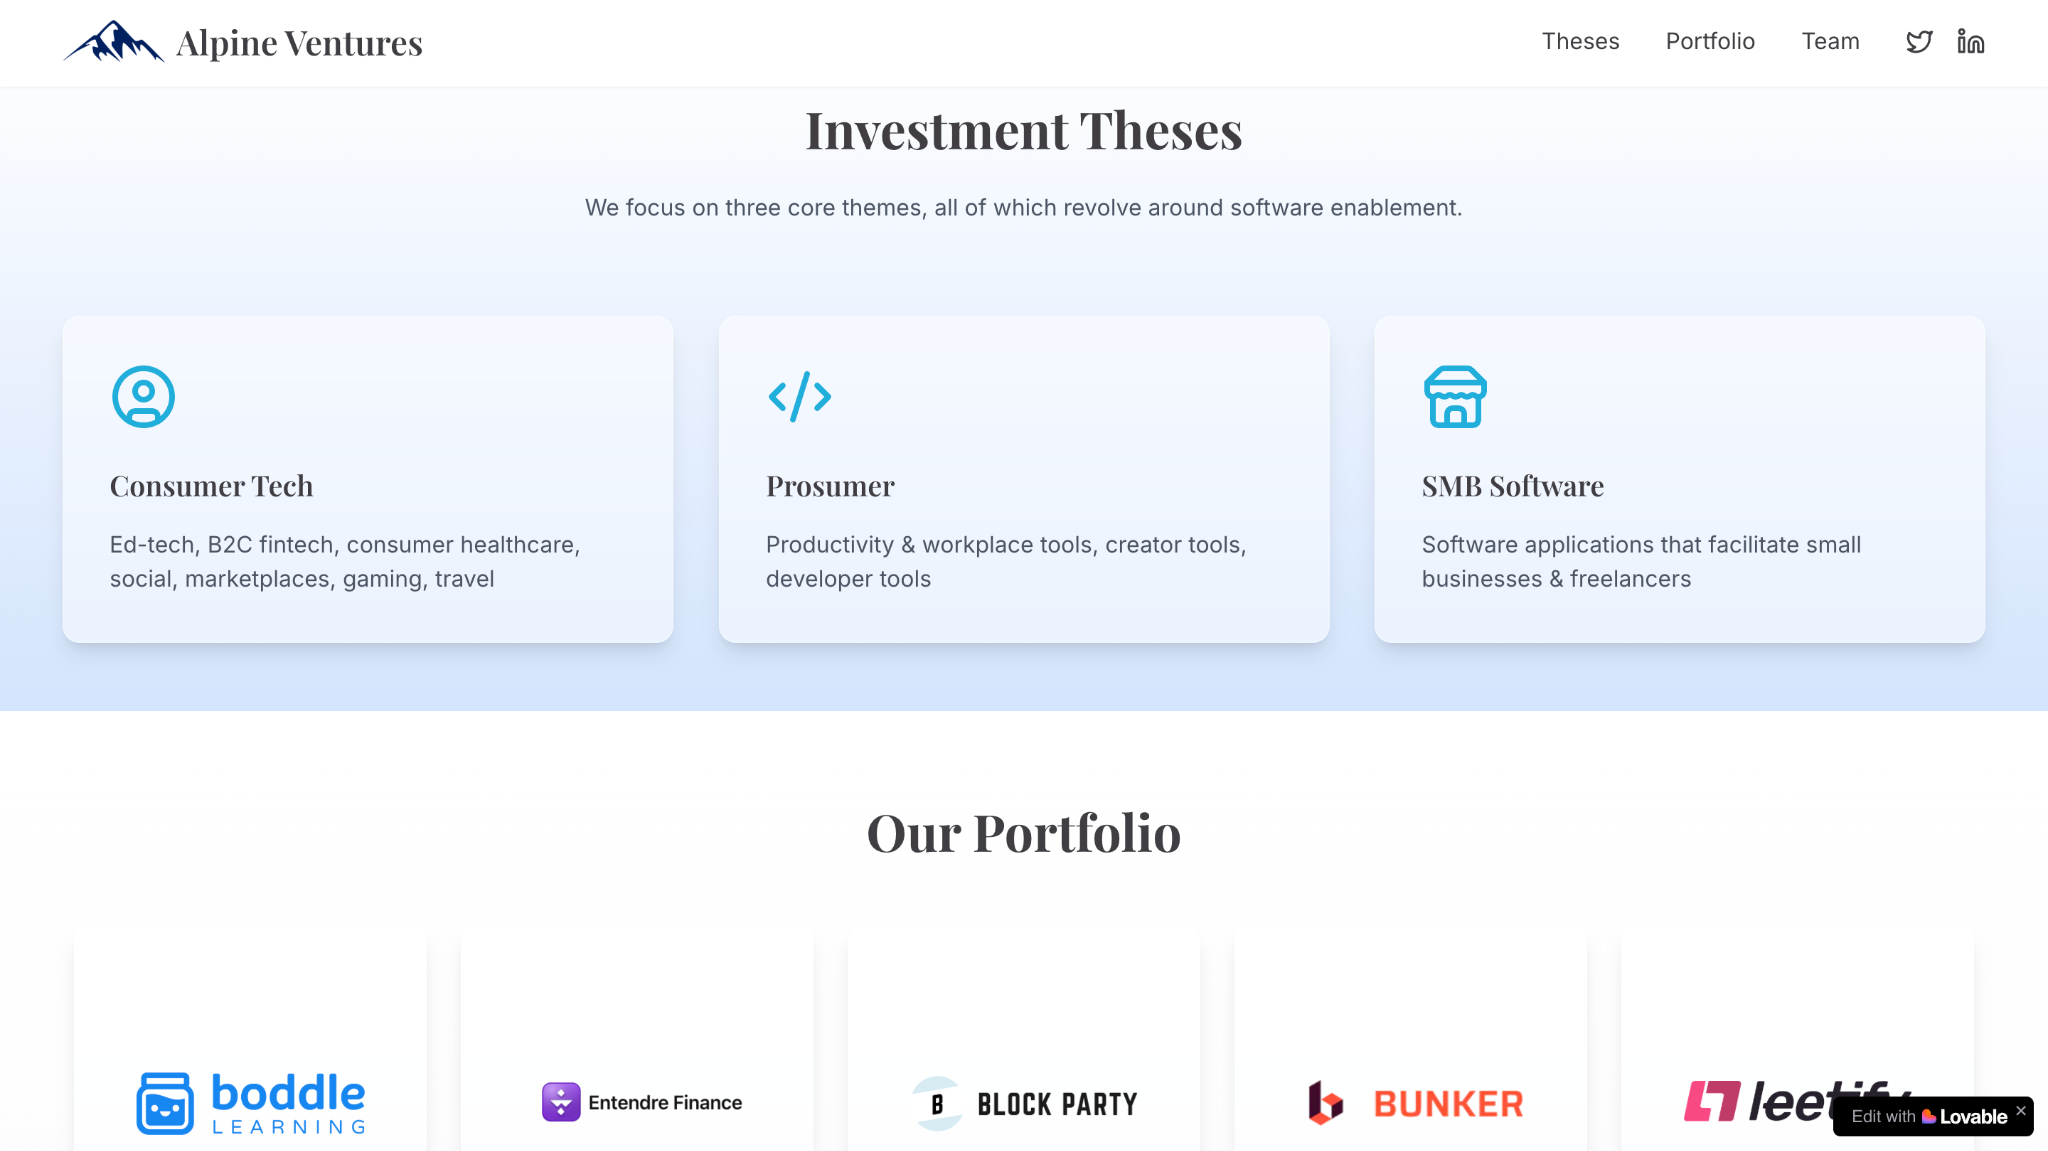 Alpine Ventures
Theses
Portfolio
Team
Investment Theses
We focus on three core themes, all of which revolve around software enablement.
Consumer Tech
Ed-tech, B2C fintech, consumer healthcare,
social, marketplaces, gaming, travel
Prosumer
Productivity & workplace tools, creator tools,
developer tools
SMB Software
Software applications that facilitate small
businesses & freelancers
Our Portfolio
boddle
LEARNING
Entendre Finance
B BLOCK PARTY
BUNKER
leetify
Edit with Lovable